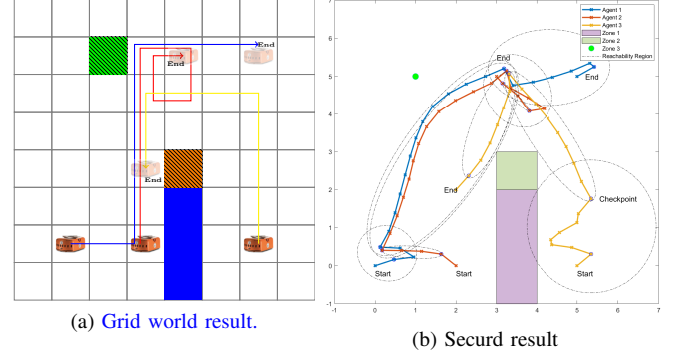 End
End
End
(a) Grid world result.
Agent 1
Agent 2
Agent 3
Zone 1
Zone 2
Zone 3
Reachability Region
7
6
5
4
3
2
1
0
-1
End
End
End
Checkpoint
Start
Start
Start
-1 0 1 2 3 4 5 6 7
(b) Securd result